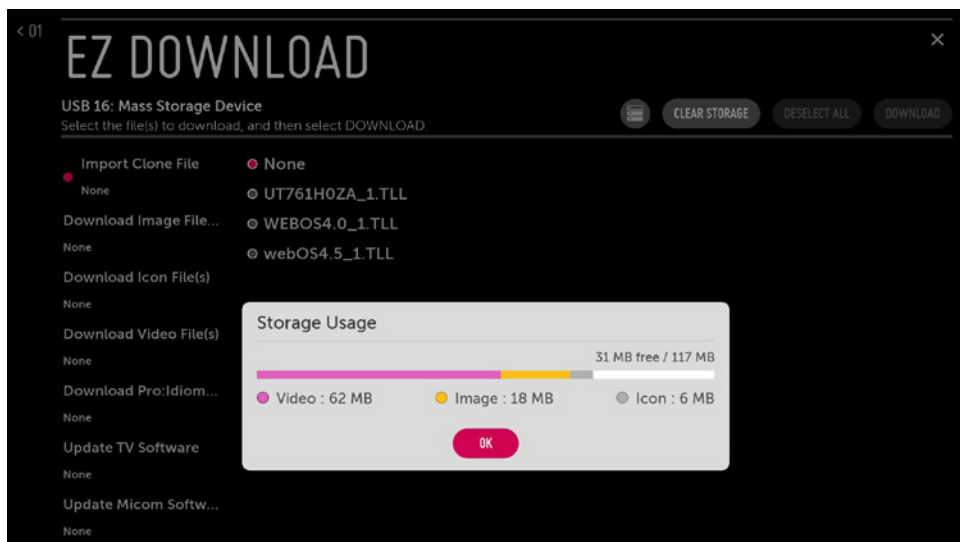 < 01
EZ DOWNLOAD
×
USB 16: Mass Storage Device
Select the file(s) to download, and then select DOWNLOAD.
CLEAR STORAGE
DESELECT ALL
DOWNLOAD
Import Clone File
None
Download Image File...
None
Download Icon File(s)
None
Download Video File(s)
None
Download Pro:Idiom...
None
Update TV Software
None
Update Micom Softw...
None
None
UT761H0ZA_1.TLL
WEBOS4.0_1.TLL
webOS4.5_1.TLL
Storage Usage
31 MB free / 117 MB
Video : 62 MB
Image : 18 MB
Icon : 6 MB
OK